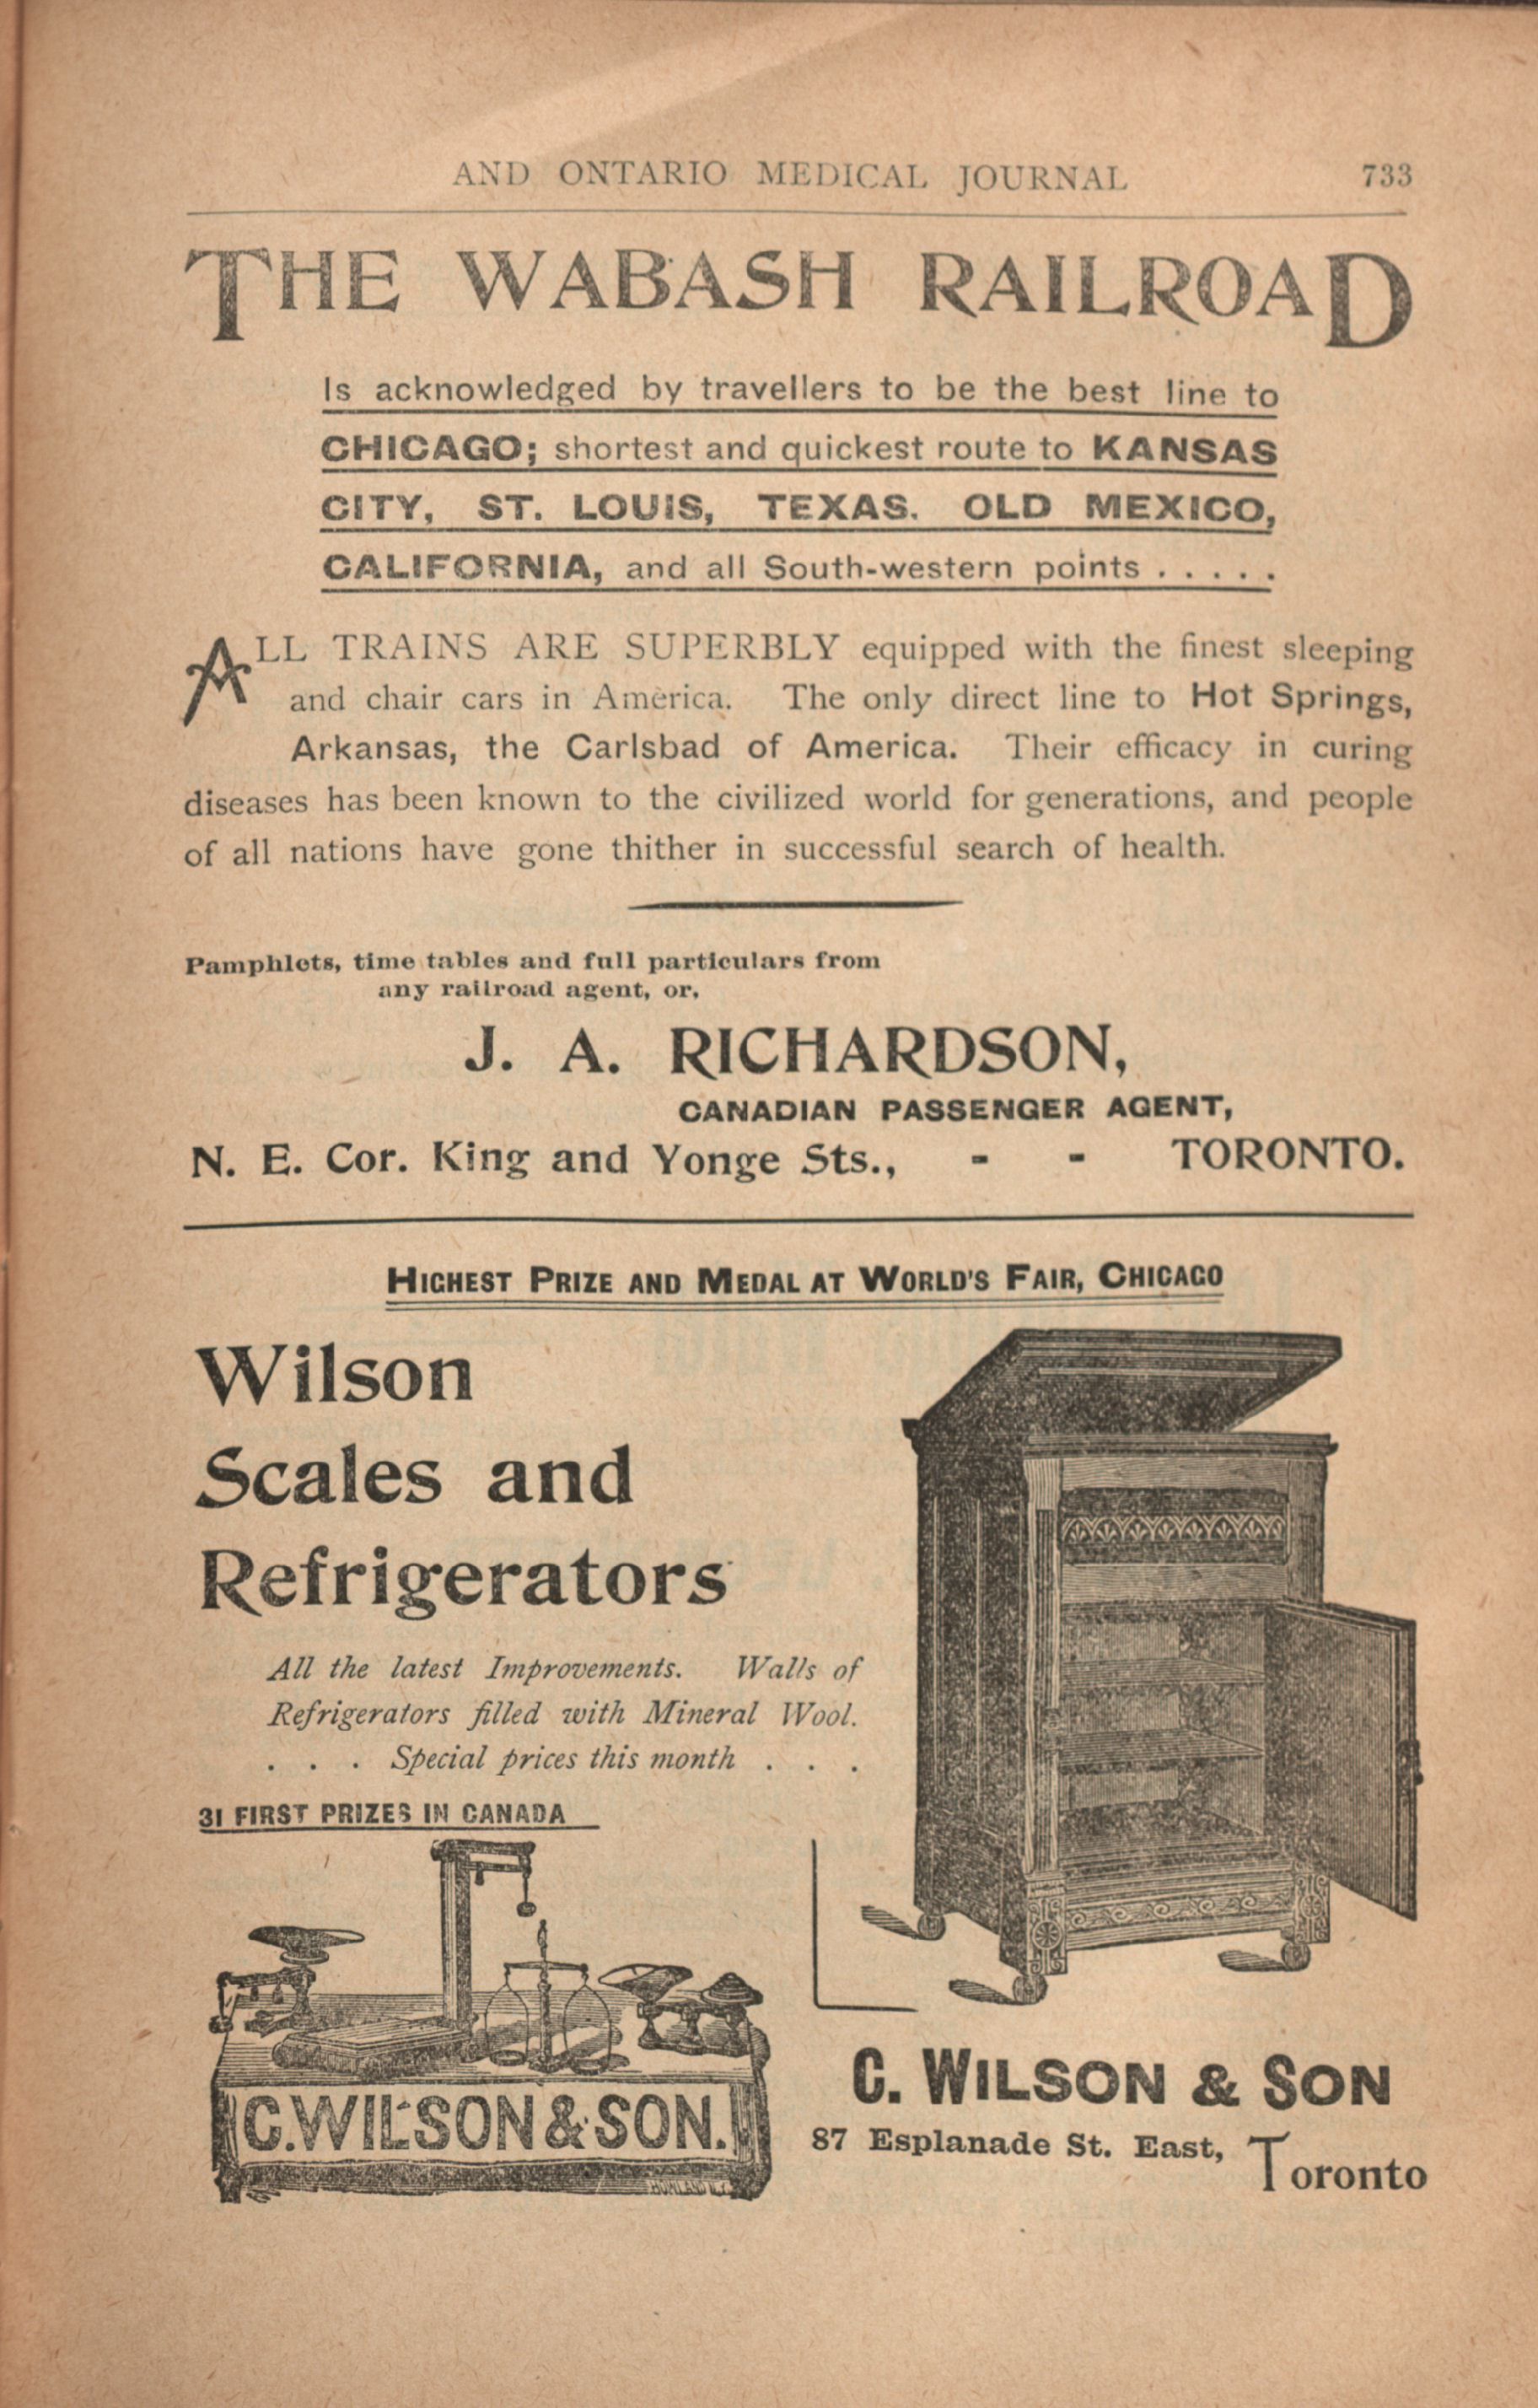 AND ONTARIO MEDICAL JOURNAL 733
THE WABASH RAILROAD
Is acknowledged by travellers to be the best line to
CHICAGO; shortest and quickest route to KANSAS
CITY, ST. LOUIS, TEXAS. OLD MEXICO,
CALIFORNIA, and all South-western points . . . . .
ALL TRAINS ARE SUPERBLY equipped with the finest sleeping
and chair cars in America. The only direct line to Hot Springs,
Arkansas, the Carlsbad of America. Their efficacy in curing
diseases has been known to the civilized world for generations, and people
of all nations have gone thither in successful search of health.
Pamphlets, time tables and full particulars from
any railroad agent, or,
J. A. RICHARDSON,
CANADIAN PASSENGER AGENT,
N. E. Cor. King and Yonge Sts., - - TORONTO.
HIGHEST PRIZE AND MEDAL AT WORLD'S FAIR, CHICAGO
Wilson
Scales and
Refrigerators
All the latest Improvements. Walls of
Refrigerators filled with Mineral Wool.
. . . Special prices this month . . .
31 FIRST PRIZES IN CANADA
C. WILSON & SON.
C. WILSON & SON
87 Esplanade St. East, Toronto